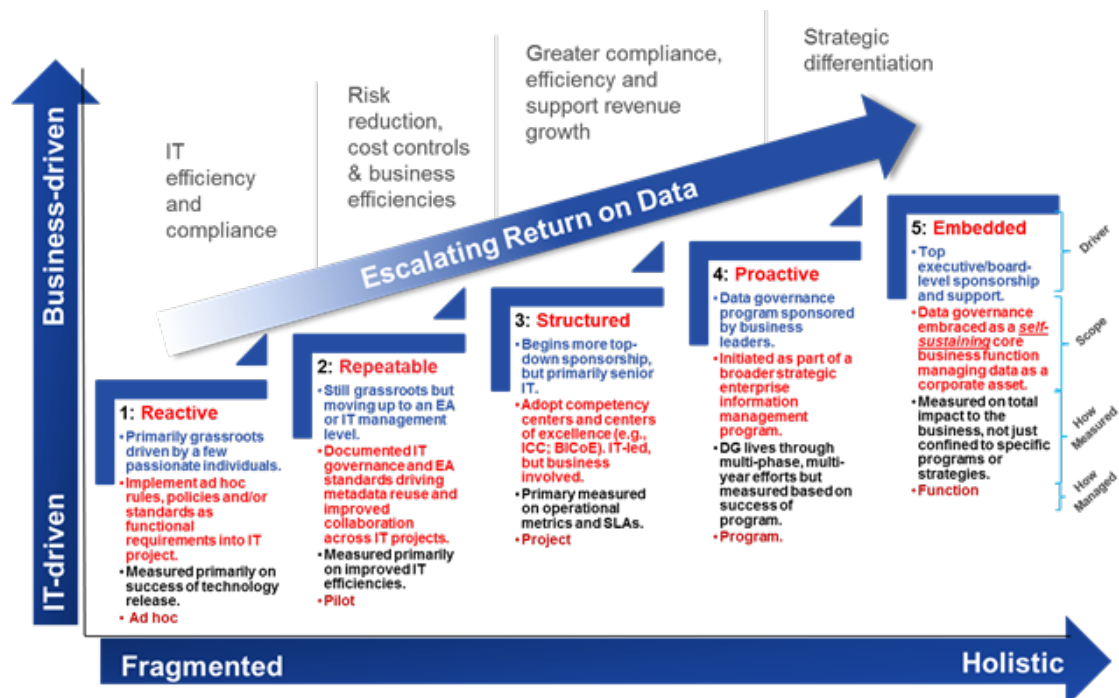 IT
efficiency
and
compliance
Risk
reduction,
cost controls
& business
efficiencies
Greater compliance,
efficiency and
support revenue
growth
Strategic
differentiation
Business-driven
IT-driven
Escalating Return on Data
1: Reactive
•Primarily grassroots
driven by a few
passionate individuals.
•Implement ad hoc
rules, policies and/or
standards as
functional
requirements into IT
project.
•Measured primarily on
success of technology
release.
• Ad hoc
2: Repeatable
•Still grassroots but
moving up to an EA
or IT management
level.
•Documented IT
governance and EA
standards driving
metadata reuse and
improved
collaboration
across IT projects.
•Measured primarily
on improved IT
efficiencies.
•Pilot
3: Structured
•Begins more top-
down sponsorship,
but primarily senior
IT.
•Adopt competency
centers and centers
of excellence (e.g.,
ICC; BICoE). IT-led,
but business
involved.
•Primary measured
on operational
metrics and SLAs.
•Project
4: Proactive
•Data governance
program sponsored
by business
leaders.
•Initiated as part of a
broader strategic
enterprise
information
management
program.
•DG lives through
multi-phase, multi-
year efforts but
measured based on
success of
program.
•Program.
5: Embedded
•Top
executive/board-
level sponsorship
and support.
•Data governance
embraced as a self-
sustaining core
business function
managing data as a
corporate asset.
•Measured on total
impact to the
business, not just
confined to specific
programs or
strategies.
•Function
Driver
Scope
How
Measured
How
Managed
Fragmented
Holistic